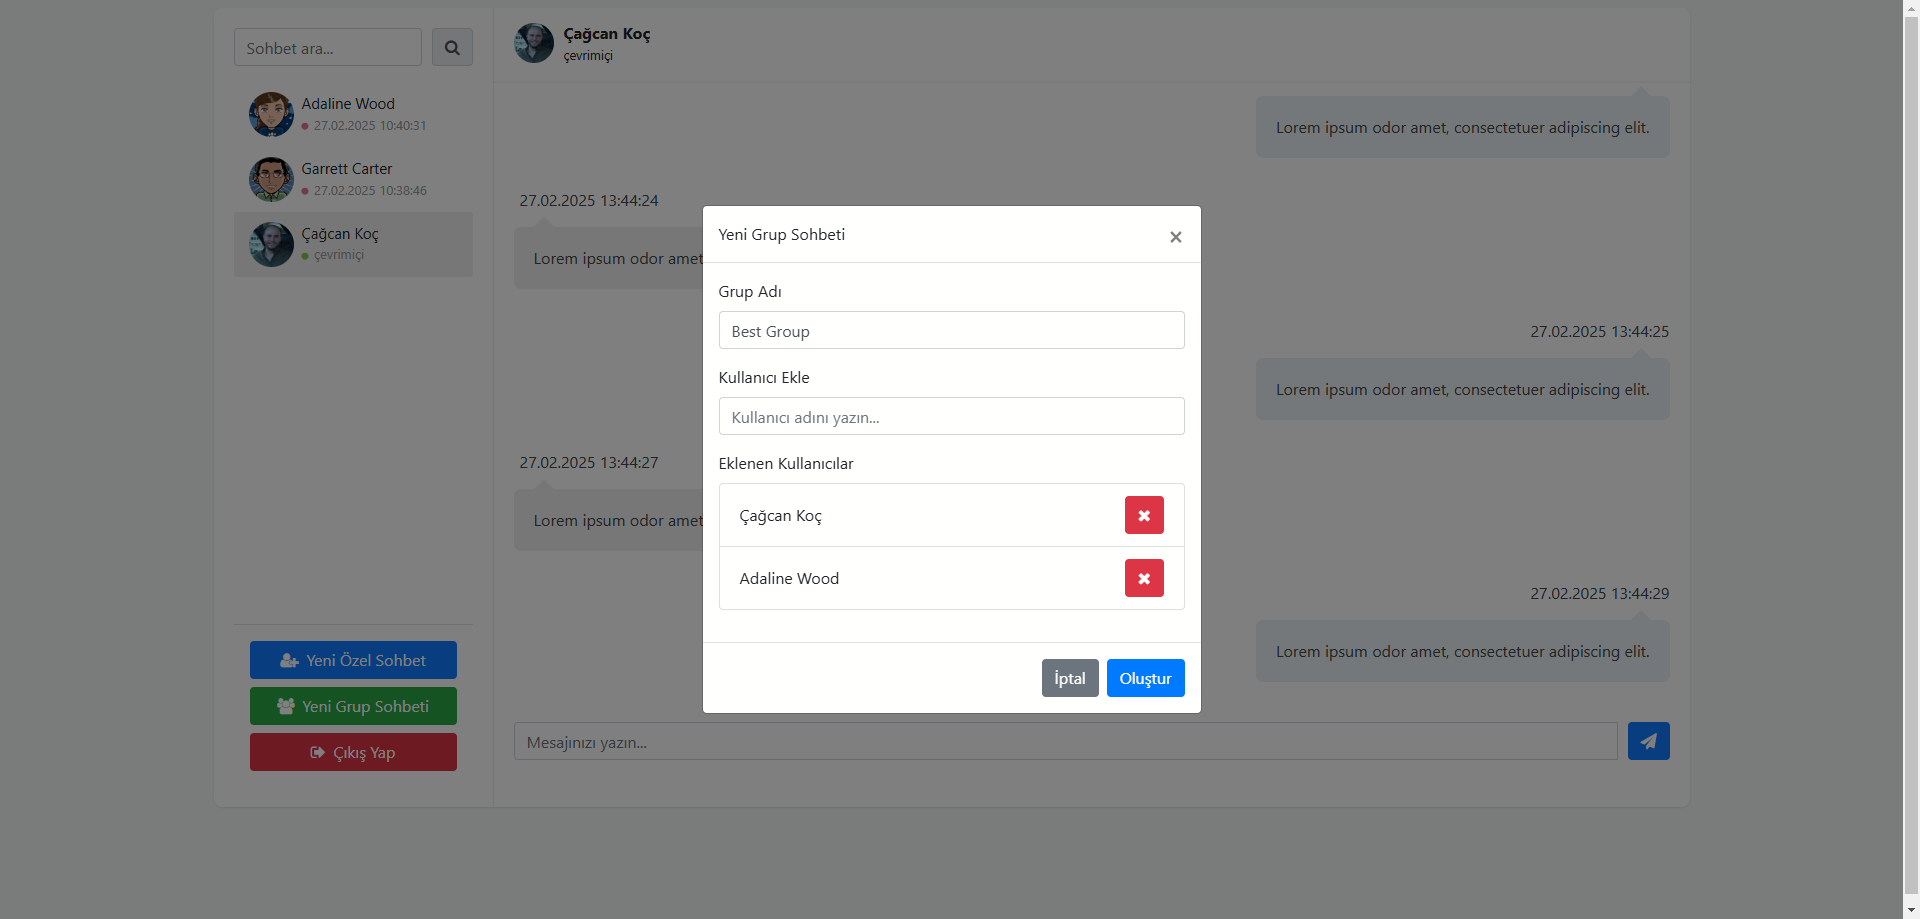 Sohbet ara...
Adaline Wood
27.02.2025 10:40:31
Garrett Carter
27.02.2025 10:38:46
Çağcan Koç
çevrimiçi
Yeni Özel Sohbet
Yeni Grup Sohbeti
Çıkış Yap
Çağcan Koç
çevrimiçi
Lorem ipsum odor amet, consectetuer adipiscing elit.
27.02.2025 13:44:24
Lorem ipsum odor amet
27.02.2025 13:44:25
Lorem ipsum odor amet, consectetuer adipiscing elit.
27.02.2025 13:44:27
Lorem ipsum odor amet
27.02.2025 13:44:29
Lorem ipsum odor amet, consectetuer adipiscing elit.
Mesajınızı yazın...
Yeni Grup Sohbeti
Grup Adı
Best Group
Kullanıcı Ekle
Kullanıcı adını yazın...
Eklenen Kullanıcılar
Çağcan Koç
Adaline Wood
İptal
Oluştur